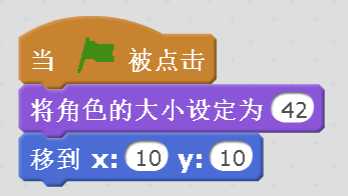 当 被点击
将角色的大小设定为 42
移到 x: 10 y: 10